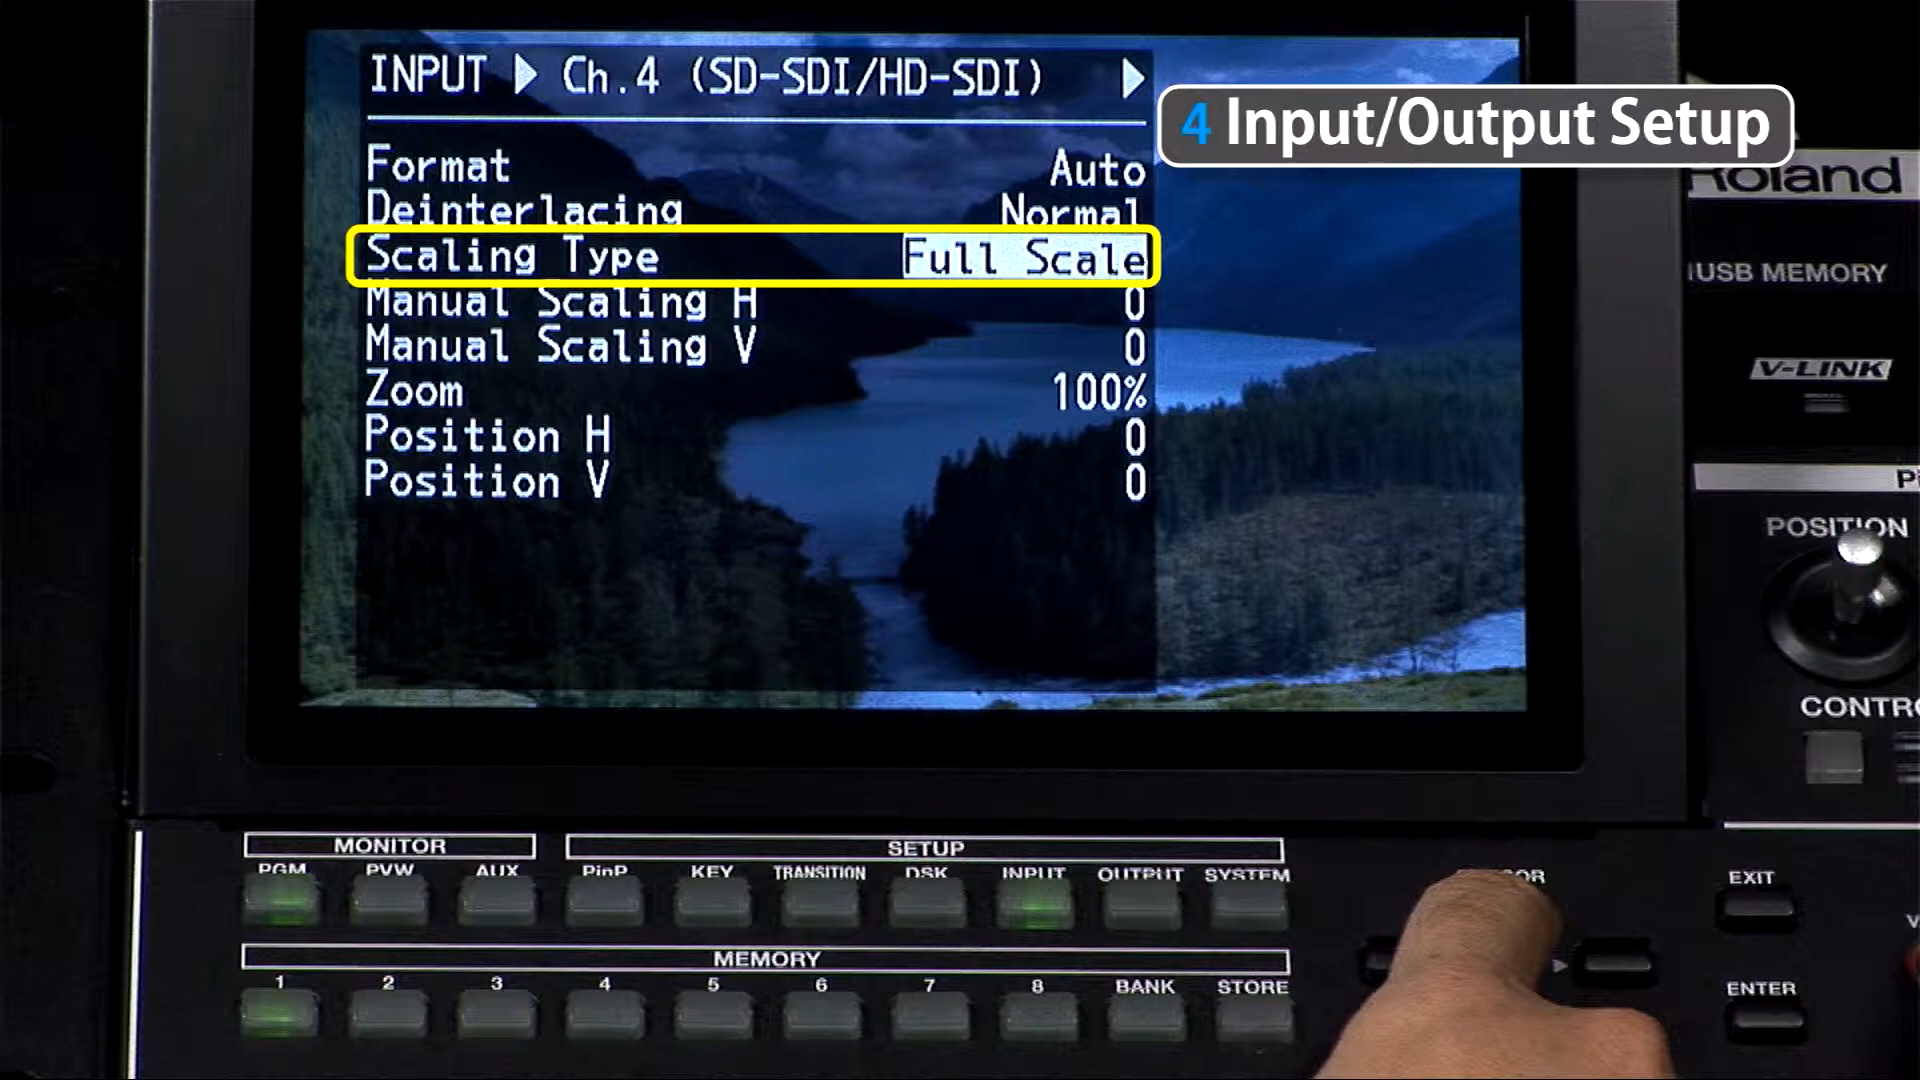 INPUT ▶ Ch.4 (SD-SDI/HD-SDI) ▶
4 Input/Output Setup
Format Auto
Deinterlacing Normal
Scaling Type Full Scale
Manual Scaling H 0
Manual Scaling V 0
Zoom 100%
Position H 0
Position V 0
Roland
USB MEMORY
V-LINK
POSITION
MONITOR SETUP
PGM PVW AUX PinP KEY TRANSITION DSK INPUT OUTPUT SYSTEM
EXIT
MEMORY
1 2 3 4 5 6 7 8 BANK STORE
ENTER